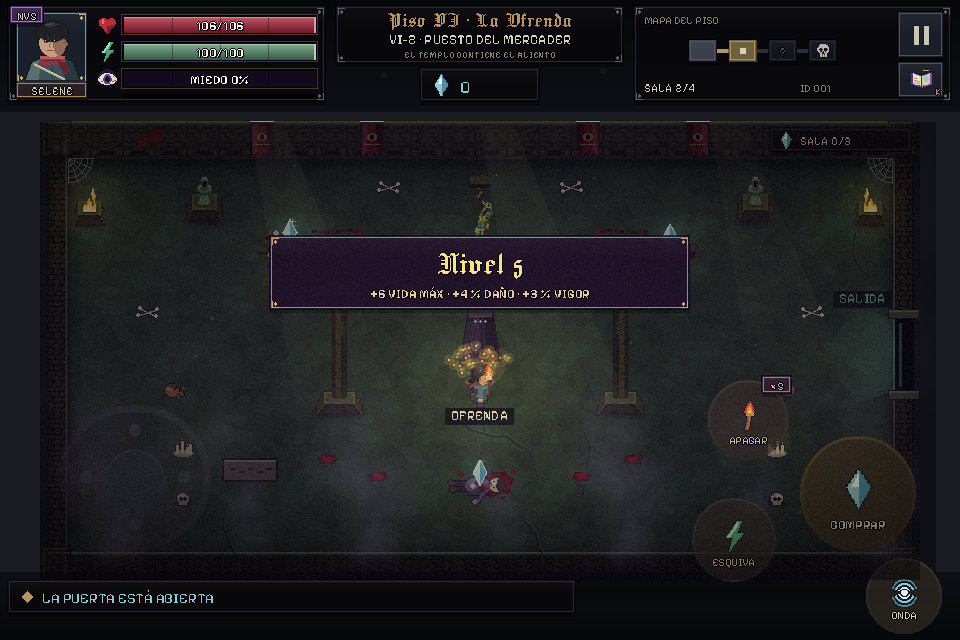 NV5
SELENE
106/106
100/100
MIEDO 0%
Piso VI · La Ofrenda
VI-2 · PUESTO DEL MERCADER
EL TEMPLO CONTIENE EL ALIENTO
0
MAPA DEL PISO
?
SALA 2/4
ID 001
K
SALA 0/3
Nivel 5
+6 VIDA MÁX · +4 % DAÑO · +3 % VIGOR
SALIDA
OFRENDA
APAGAR
COMPRAR
ESQUIVA
LA PUERTA ESTÁ ABIERTA
ONDA